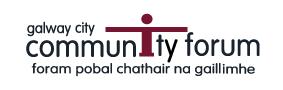 galway city
community forum
foram pobal chathair na gaillimhe